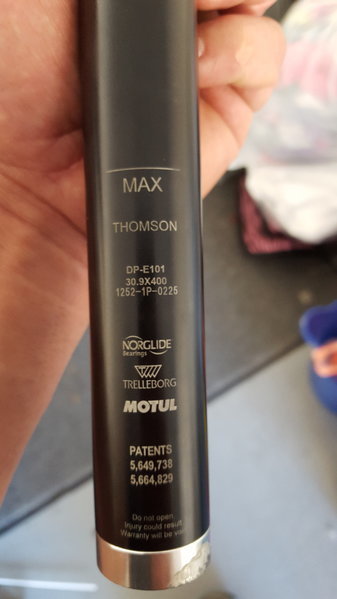 MAX
THOMSON
DP-E101
30.9X400
1252-1P-0225
NORGLIDE
Bearings
TRELLEBORG
MOTUL
PATENTS
5,649,738
5,664,829
Do not open
Injury could result
Warranty will be